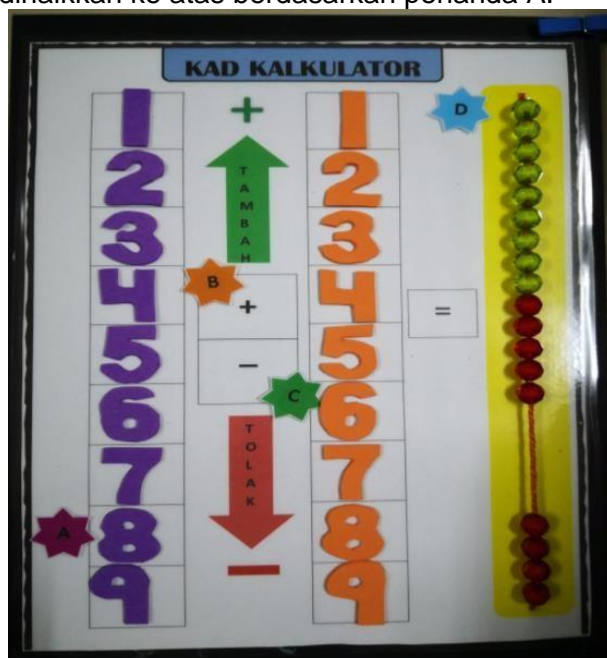 dinaikkan ke atas berdasarkan penanda A.
KAD KALKULATOR
1 + 1 D
2 TAMBAH 2
3 3
B
4 + 4 =
5 - 5
C
6 6
7 TOLAK 7
A 8 8
9 - 9